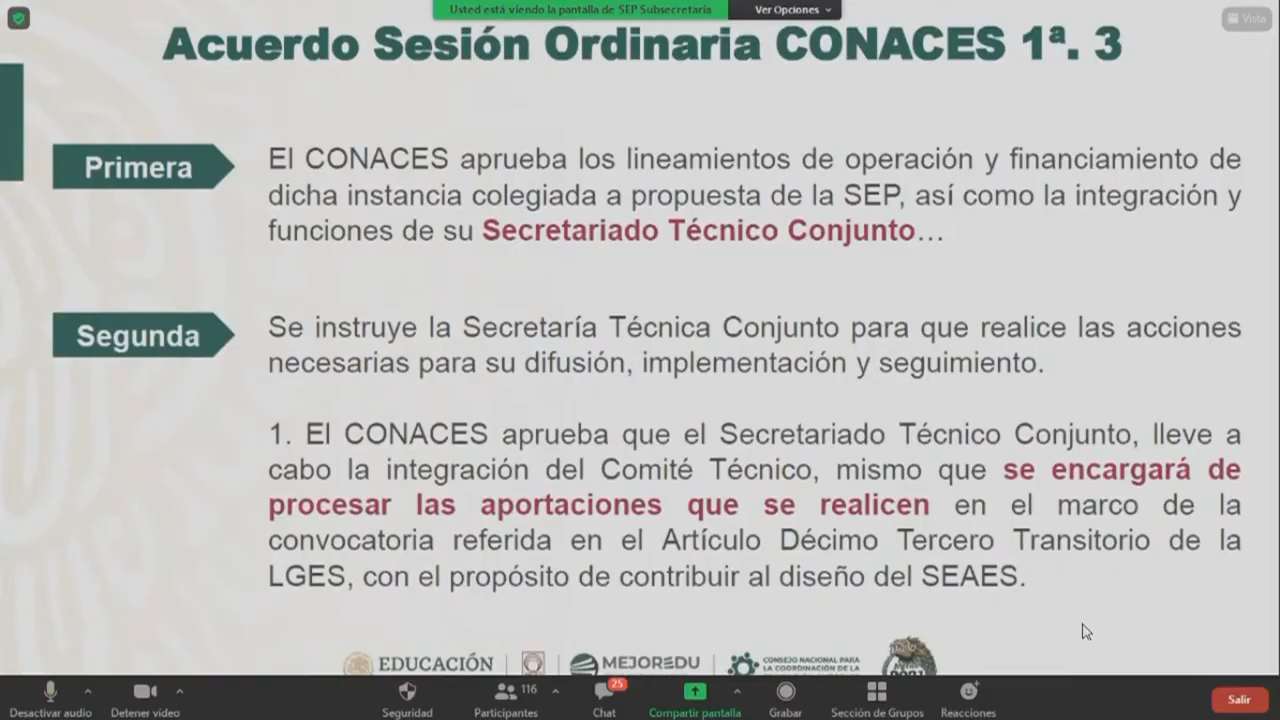 Usted está viendo la pantalla de SEP Subsecretaría
Ver Opciones
Vista
Acuerdo Sesión Ordinaria CONACES 1ª. 3
Primera
El CONACES aprueba los lineamientos de operación y financiamiento de
dicha instancia colegiada a propuesta de la SEP, así como la integración y
funciones de su Secretariado Técnico Conjunto...
Segunda
Se instruye la Secretaría Técnica Conjunto para que realice las acciones
necesarias para su difusión, implementación y seguimiento.
1. El CONACES aprueba que el Secretariado Técnico Conjunto, lleve a
cabo la integración del Comité Técnico, mismo que se encargará de
procesar las aportaciones que se realicen en el marco de la
convocatoria referida en el Artículo Décimo Tercero Transitorio de la
LGES, con el propósito de contribuir al diseño del SEAES.
EDUCACIÓN
MEJOREDU
CONSEJO NACIONAL PARA
LA COORDINACIÓN DE LA
Desactivar audio
Detener video
Seguridad
116
Participantes
25
Chat
Compartir pantalla
Grabar
Sección de Grupos
Reacciones
Salir